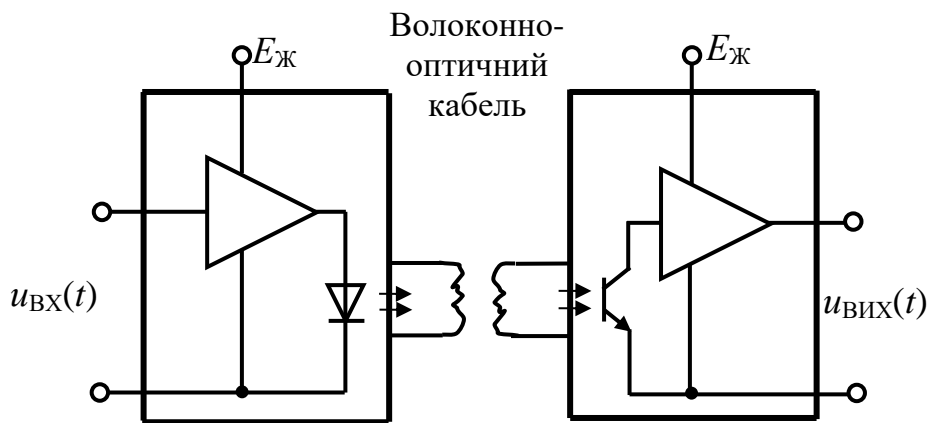 Волоконно-
оптичний
кабель
EЖ
EЖ
uВХ(t)
uВИХ(t)